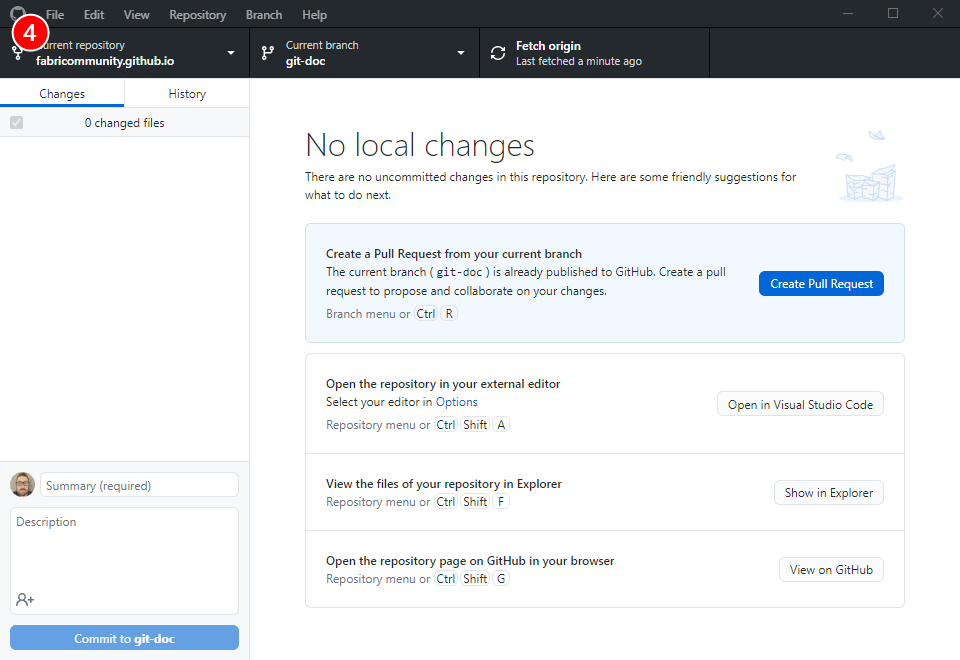 File Edit View Repository Branch Help
4
Current repository
fabricommunity.github.io
Current branch
git-doc
Fetch origin
Last fetched a minute ago
Changes History
0 changed files
No local changes
There are no uncommitted changes in this repository. Here are some friendly suggestions for
what to do next.
Create a Pull Request from your current branch
The current branch ( git-doc ) is already published to GitHub. Create a pull
request to propose and collaborate on your changes.
Branch menu or Ctrl R
Create Pull Request
Open the repository in your external editor
Select your editor in Options
Repository menu or Ctrl Shift A
Open in Visual Studio Code
View the files of your repository in Explorer
Repository menu or Ctrl Shift F
Show in Explorer
Open the repository page on GitHub in your browser
Repository menu or Ctrl Shift G
View on GitHub
Summary (required)
Description
Commit to git-doc